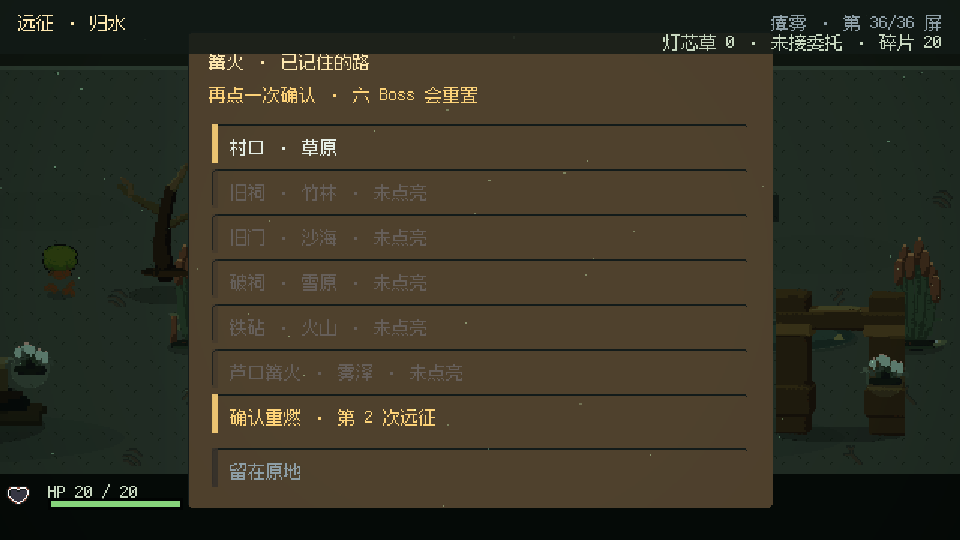 远征 · 归水
瘴雾 · 第 36/36 屏
灯芯草 0 · 未接委托 · 碎片 20
篝火 · 已记住的路
再点一次确认 · 六 Boss 会重置
村口 · 草原
旧祠 · 竹林 · 未点亮
旧门 · 沙海 · 未点亮
破祠 · 雪原 · 未点亮
铁砧 · 火山 · 未点亮
芦口篝火 · 雾泽 · 未点亮
确认重燃 · 第 2 次远征
留在原地
HP 20 / 20